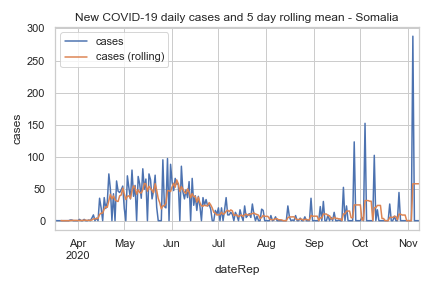 New COVID-19 daily cases and 5 day rolling mean - Somalia
cases
cases (rolling)
300
250
200
150
100
50
0
cases
Apr May Jun Jul Aug Sep Oct Nov
2020
dateRep